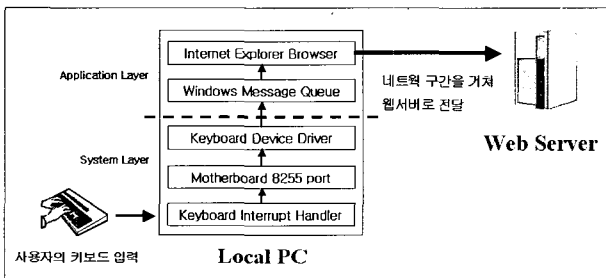 Internet Explorer Browser
Application Layer
Windows Message Queue
네트웍 구간을 거쳐
웹서버로 전달
Keyboard Device Driver
Web Server
System Layer
Motherboard 8255 port
Keyboard Interrupt Handler
사용자의 키보드 입력
Local PC